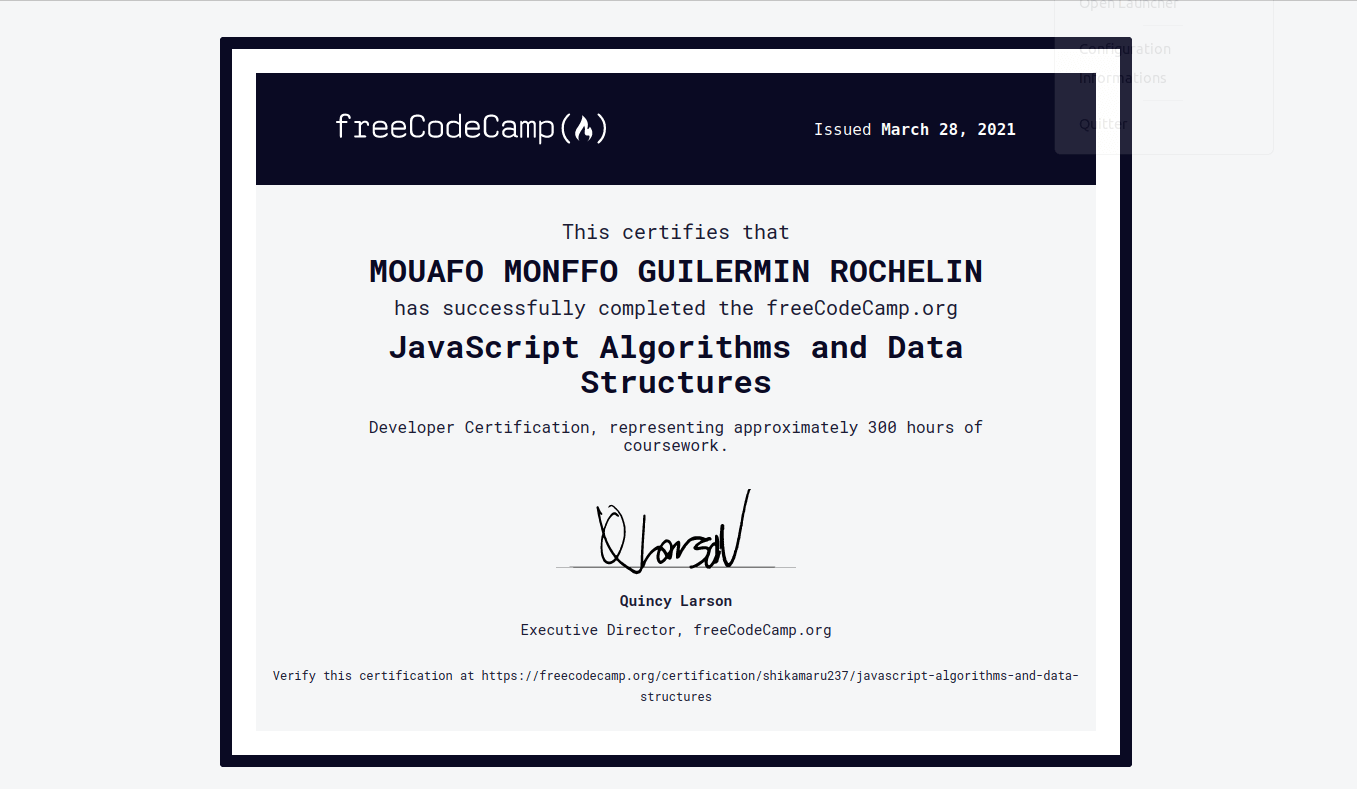 Open Launcher
Configuration
Informations
Quitter
freeCodeCamp(🔥)
Issued March 28, 2021
This certifies that
MOUAFO MONFFO GUILERMIN ROCHELIN
has successfully completed the freeCodeCamp.org
JavaScript Algorithms and Data
Structures
Developer Certification, representing approximately 300 hours of
coursework.
Q Larson
Quincy Larson
Executive Director, freeCodeCamp.org
Verify this certification at https://freecodecamp.org/certification/shikamaru237/javascript-algorithms-and-data-
structures